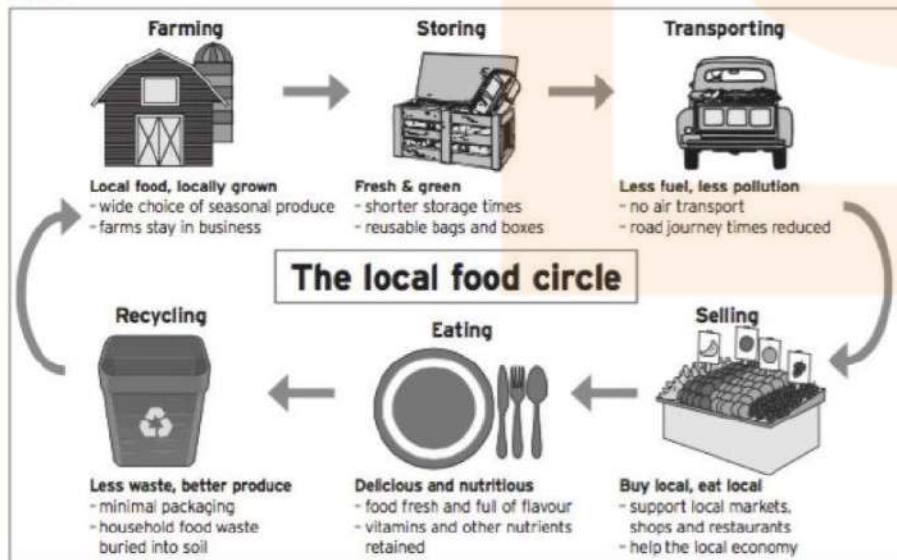 Farming
Local food, locally grown
- wide choice of seasonal produce
- farms stay in business
Storing
Fresh & green
- shorter storage times
- reusable bags and boxes
Transporting
Less fuel, less pollution
- no air transport
- road journey times reduced
The local food circle
Recycling
Less waste, better produce
- minimal packaging
- household food waste
buried into soil
Eating
Delicious and nutritious
- food fresh and full of flavour
- vitamins and other nutrients
retained
Selling
Buy local, eat local
- support local markets,
shops and restaurants
- help the local economy